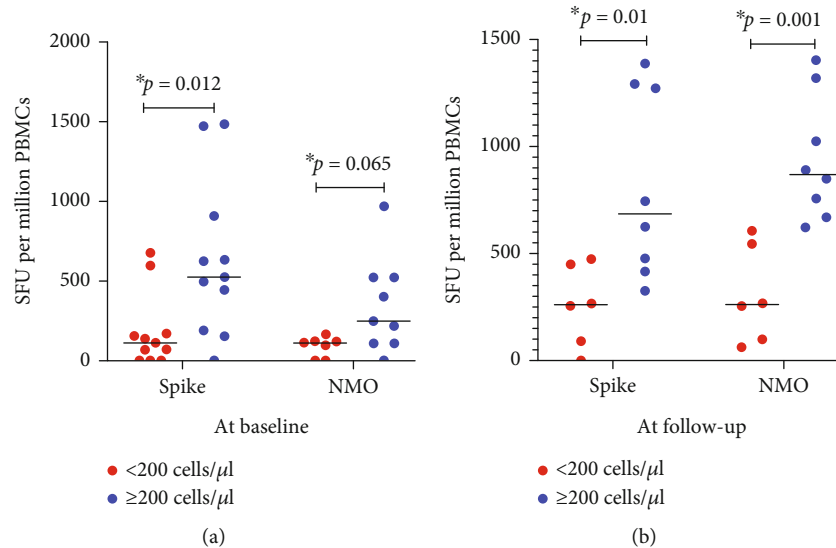 2000
1500
1000
500
0
SFU per million PBMCs
*p = 0.012
*p = 0.065
Spike
NMO
At baseline
<200 cells/μl
≥200 cells/μl
(a)
1500
1000
500
0
SFU per million PBMCs
*p = 0.01
*p = 0.001
Spike
NMO
At follow-up
<200 cells/μl
≥200 cells/μl
(b)